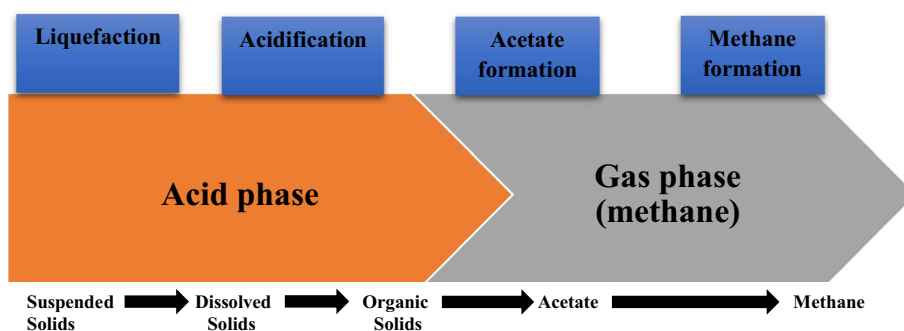 Liquefaction
Acidification
Acetate
formation
Methane
formation
Acid phase
Gas phase
(methane)
Suspended
Solids
Dissolved
Solids
Organic
Solids
Acetate
Methane